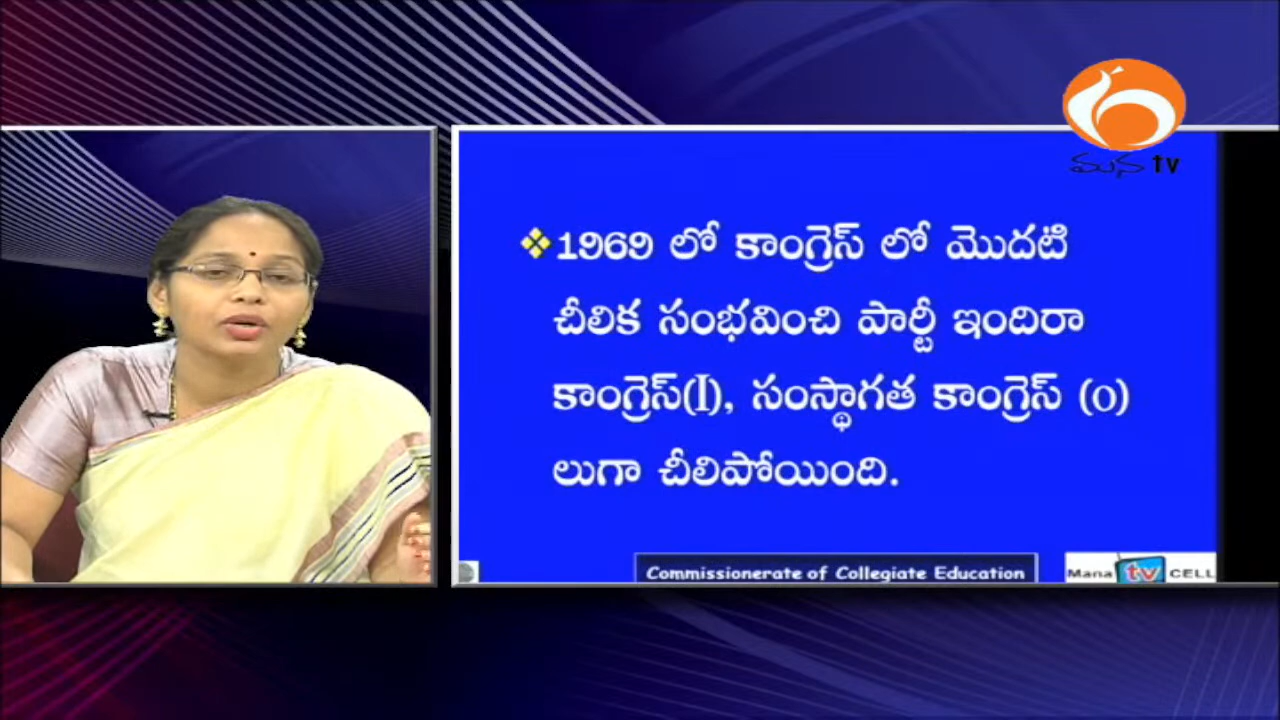 మన tv
1969 లో కాంగ్రెస్ లో మొదటి
చీలిక సంభవించి పార్టీ ఇందిరా
కాంగ్రెస్(I), సంస్థాగత కాంగ్రెస్ (o)
లుగా చీలిపోయింది.
Commissionerate of Collegiate Education
Mana tv CELL